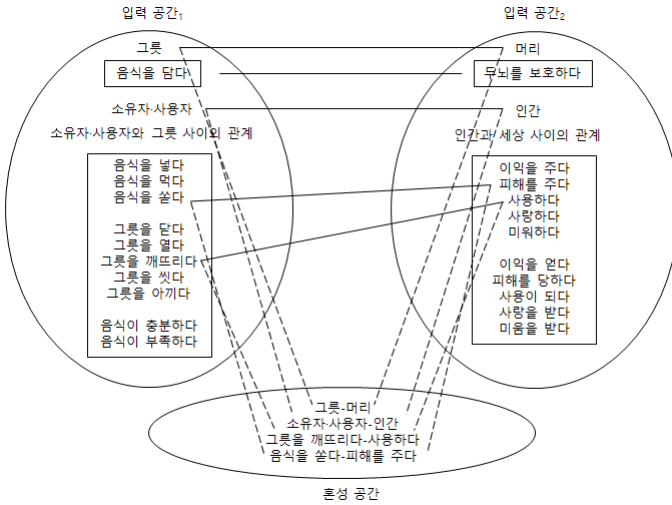 입력 공간₁
입력 공간₂
그릇
머리
음식을 담다
두뇌를 보호하다
소유자·사용자
인간
소유자·사용자와 그릇 사이의 관계
인간과 세상 사이의 관계
음식을 넣다
음식을 먹다
음식을 쏟다
그릇을 닫다
그릇을 열다
그릇을 깨뜨리다
그릇을 씻다
그릇을 아끼다
음식이 충분하다
음식이 부족하다
이익을 주다
피해를 주다
사용하다
사랑하다
미워하다
이익을 얻다
피해를 당하다
사용이 되다
사랑을 받다
미움을 받다
그릇-머리
소유자·사용자-인간
그릇을 깨뜨리다-사용하다
음식을 쏟다-피해를 주다
혼성 공간